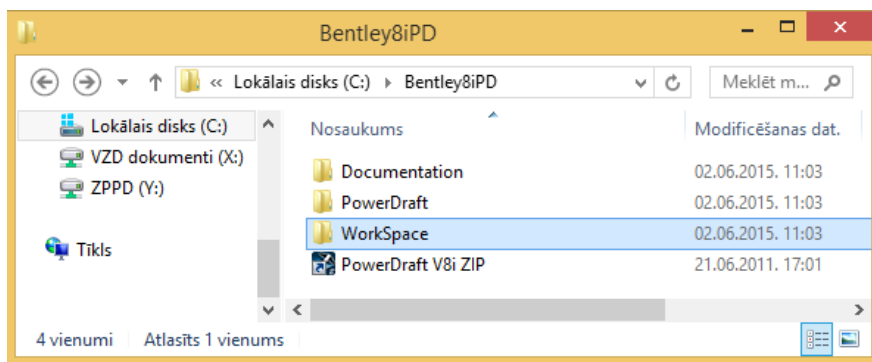 Bentley8iPD
« Lokālais disks (C:) Bentley8iPD Meklēt m...
Lokālais disks (C:)
VZD dokumenti (X:)
ZPPD (Y:)
Tīkls
Nosaukums Modificēšanas dat.
Documentation 02.06.2015. 11:03
PowerDraft 02.06.2015. 11:03
WorkSpace 02.06.2015. 11:03
PowerDraft V8i ZIP 21.06.2011. 17:01
4 vienumi Atlasīts 1 vienums